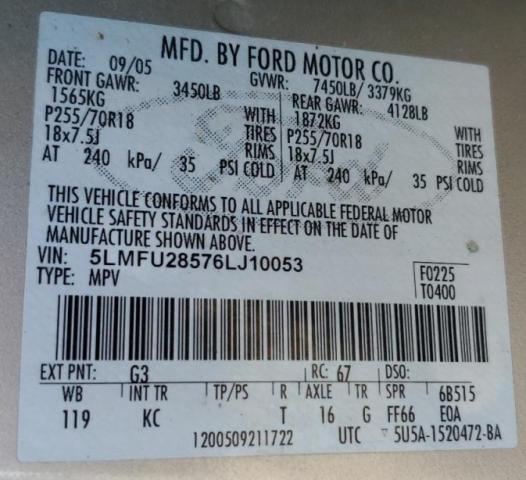 MFD. BY FORD MOTOR CO.
DATE: 09/05 GVWR: 7450LB/ 3379KG
FRONT GAWR: 3450LB REAR GAWR: 4128LB
1565KG WITH 1872KG WITH
P255/70R18 TIRES P255/70R18 TIRES
18x7.5J RIMS 18x7.5J RIMS
AT 240 kPa/ 35 PSI COLD AT 240 kPa/ 35 PSI COLD
THIS VEHICLE CONFORMS TO ALL APPLICABLE FEDERAL MOTOR
VEHICLE SAFETY STANDARDS IN EFFECT ON THE DATE OF
MANUFACTURE SHOWN ABOVE.
VIN: 5LMFU28576LJ10053
TYPE: MPV F0225
T0400
EXT PNT: G3 RC: 67 DSO:
WB INT TR TP/PS R AXLE TR SPR 6B515
119 KC T 16 G FF66 E0A
1200509211722 UTC 5U5A-1520472-BA